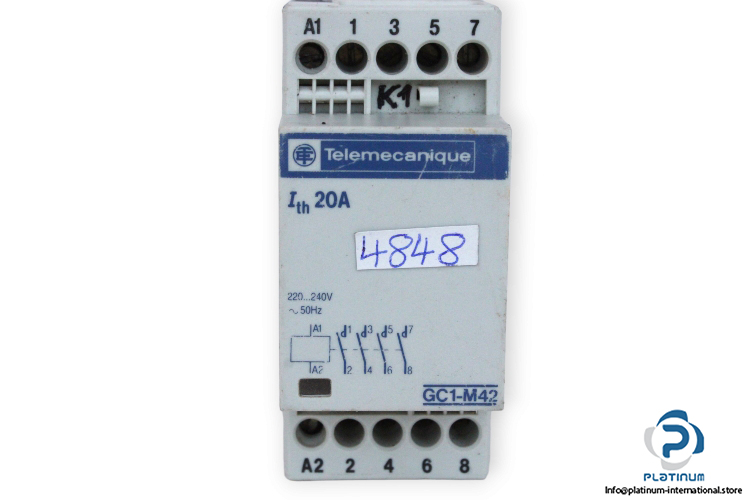 A1 1 3 5 7
K1
Telemecanique
Ith 20A
4848
220...240V
~ 50Hz
A1 1 3 5 7
A2 2 4 6 8
GC1-M42
A2 2 4 6 8
PLATINUM
Info@platinum-international.store